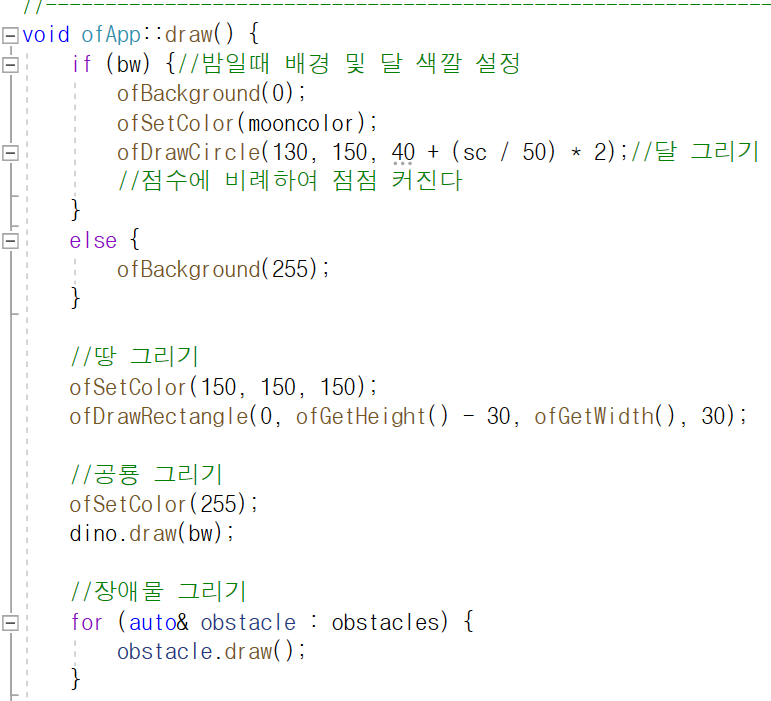 //---------------------------------------------------------------
void ofApp::draw() {
    if (bw) {//밤일때 배경 및 달 색깔 설정
        ofBackground(0);
        ofSetColor(mooncolor);
        ofDrawCircle(130, 150, 40 + (sc / 50) * 2);//달 그리기
        //점수에 비례하여 점점 커진다
    }
    else {
        ofBackground(255);
    }

    //땅 그리기
    ofSetColor(150, 150, 150);
    ofDrawRectangle(0, ofGetHeight() - 30, ofGetWidth(), 30);

    //공룡 그리기
    ofSetColor(255);
    dino.draw(bw);

    //장애물 그리기
    for (auto& obstacle : obstacles) {
        obstacle.draw();
    }